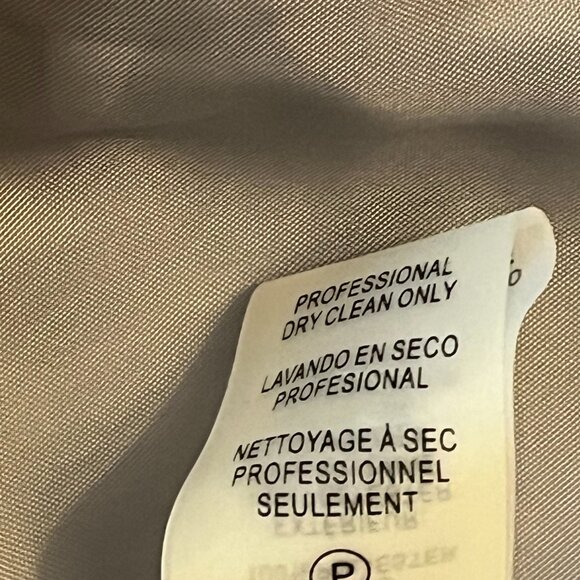 PROFESSIONAL
DRY CLEAN ONLY
LAVANDO EN SECO
PROFESIONAL
NETTOYAGE À SEC
PROFESSIONNEL
SEULEMENT
P